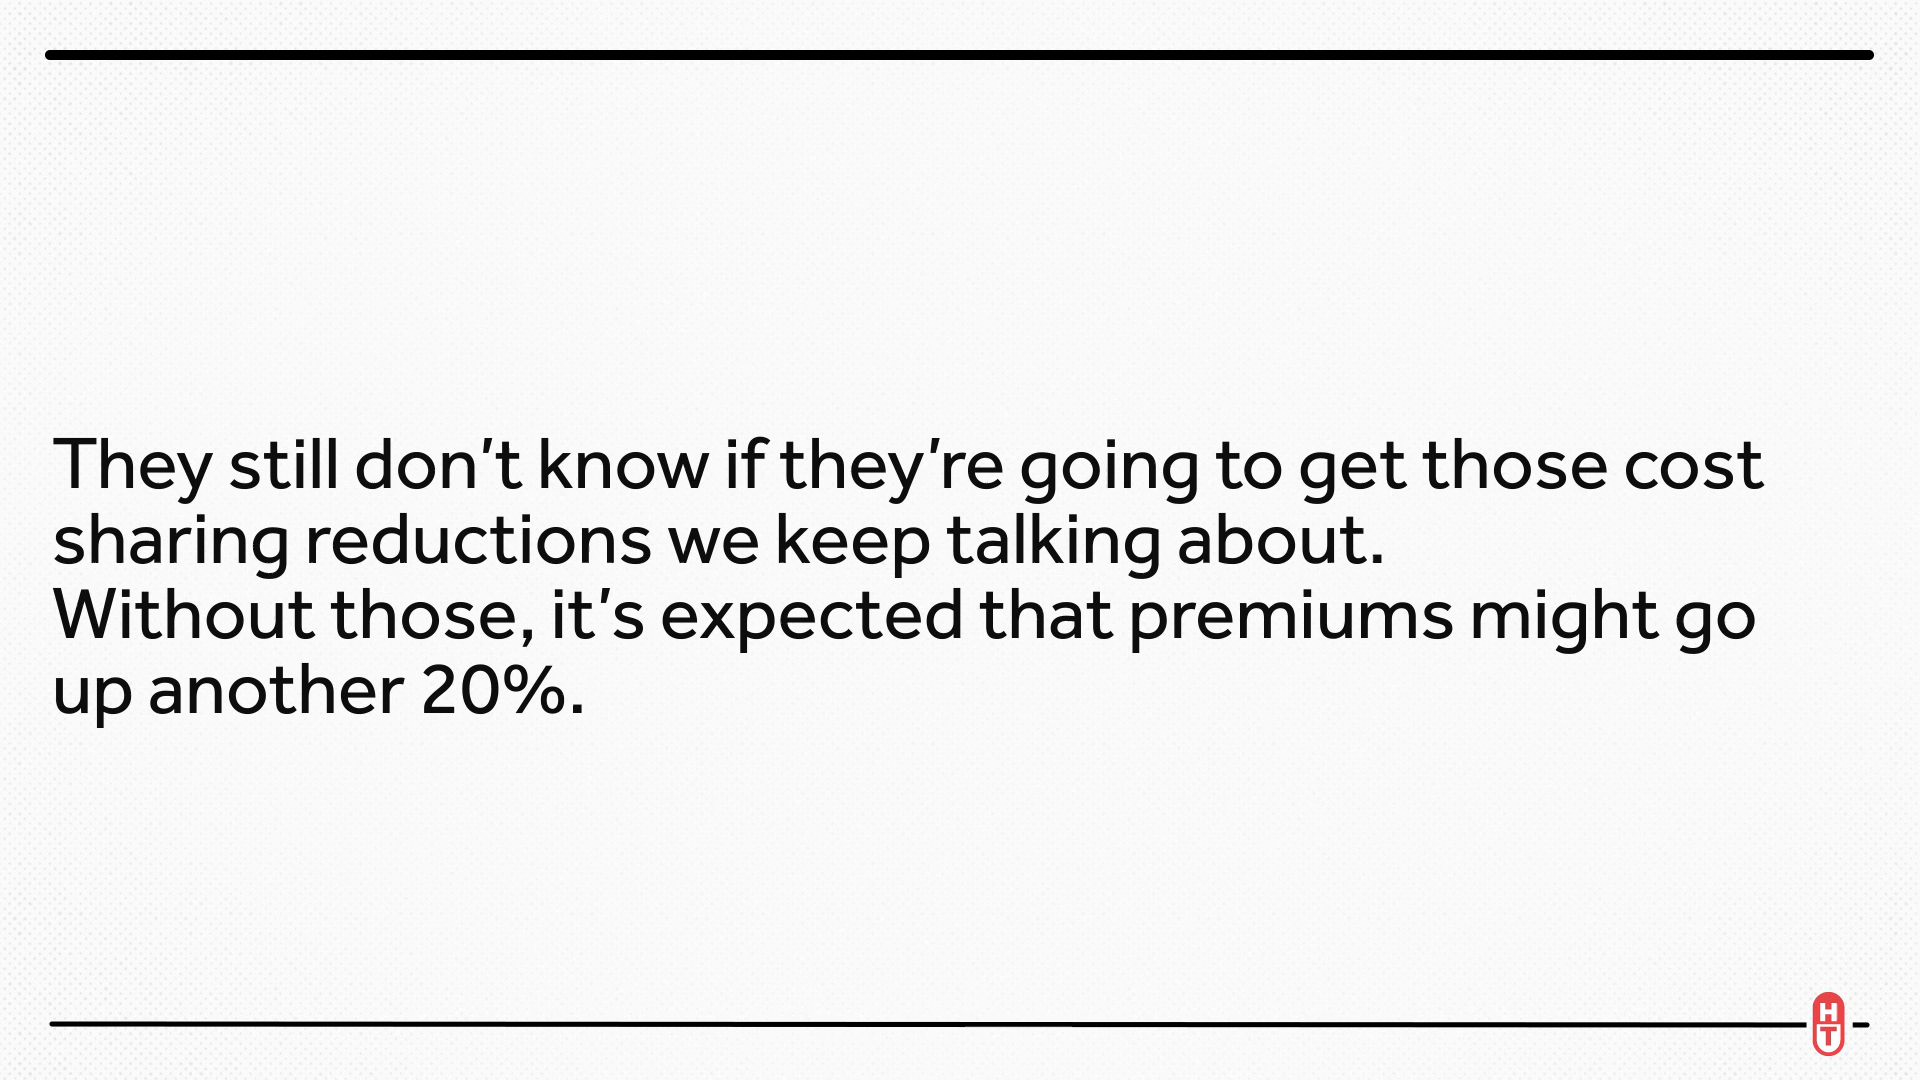 They still don’t know if they’re going to get those cost
sharing reductions we keep talking about.
Without those, it’s expected that premiums might go
up another 20%.
H
T